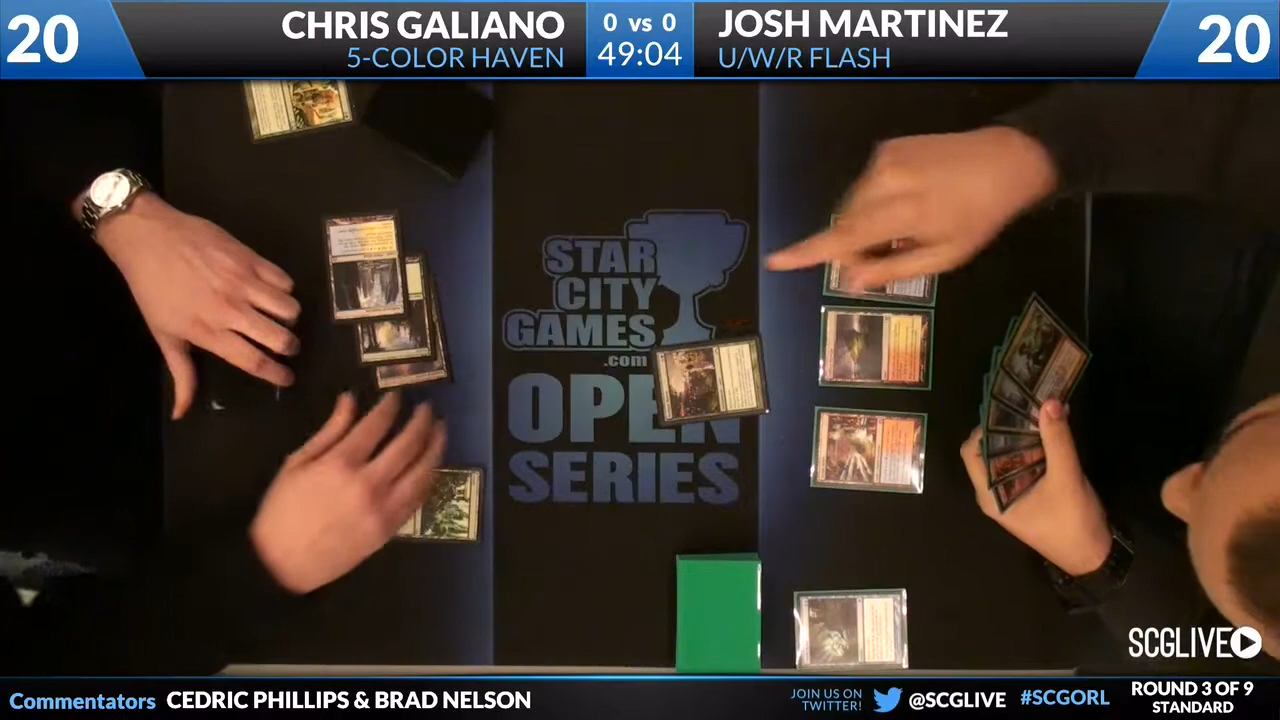 20
CHRIS GALIANO
5-COLOR HAVEN
0 vs 0
49:04
JOSH MARTINEZ
U/W/R FLASH
20
STAR
CITY
GAMES
.com
OPEN
SERIES
SCGLIVE
Commentators CEDRIC PHILLIPS & BRAD NELSON
JOIN US ON
TWITTER!
@SCGLIVE
#SCGORL
ROUND 3 OF 9
STANDARD